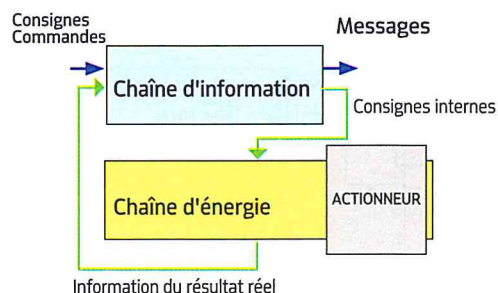 Consignes
Commandes
Messages
Chaîne d'information
Consignes internes
Chaîne d'énergie
ACTIONNEUR
Information du résultat réel